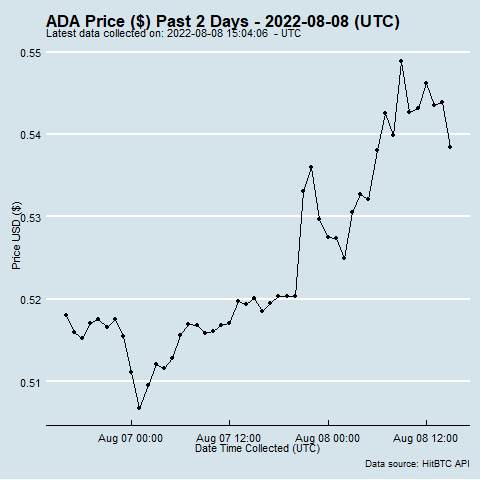 ADA Price ($) Past 2 Days - 2022-08-08 (UTC)
Latest data collected on: 2022-08-08 15:04:06 - UTC
0.55
0.54
0.53
0.52
0.51
Price USD ($)
Aug 07 00:00 Aug 07 12:00 Aug 08 00:00 Aug 08 12:00
Date Time Collected (UTC)
Data source: HitBTC API